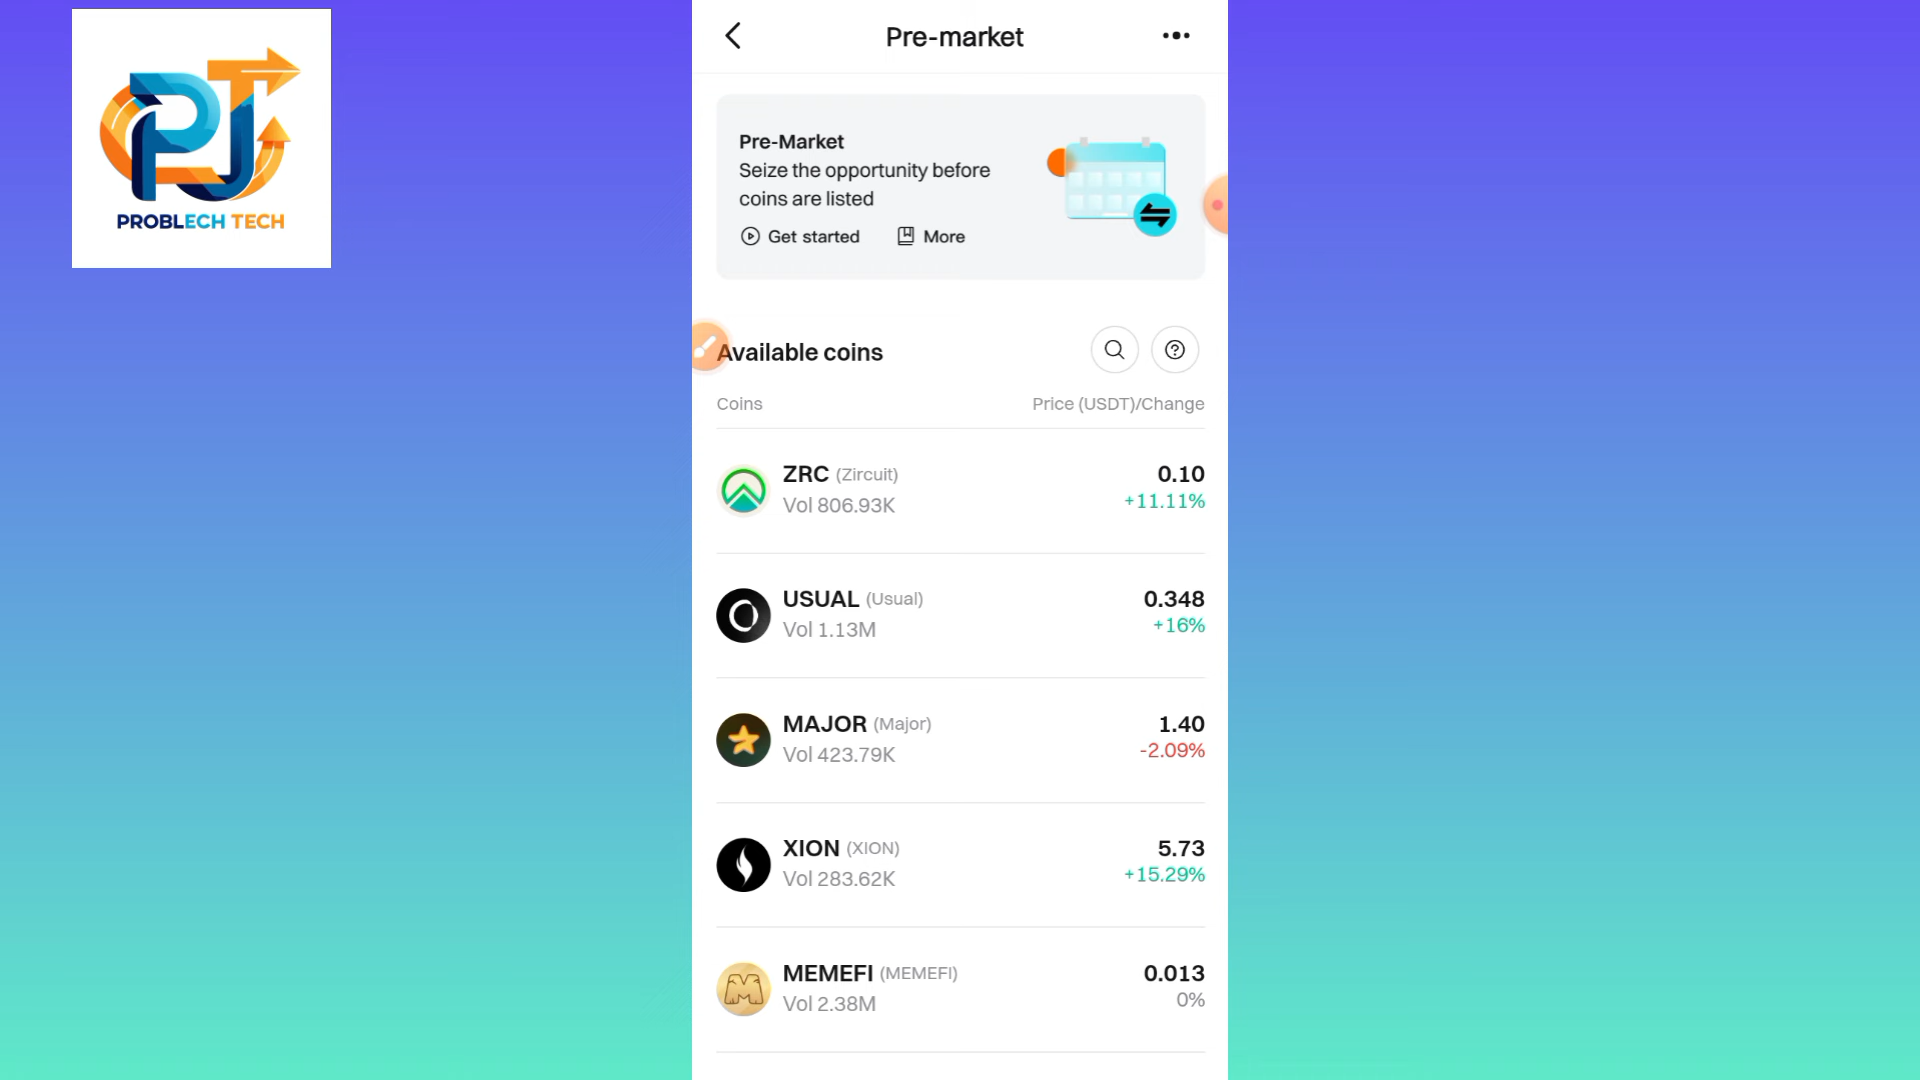 PROBLECH TECH
Pre-market
Pre-Market
Seize the opportunity before
coins are listed
Get started More
Available coins
Coins Price (USDT)/Change
ZRC (Zircuit) 0.10
Vol 806.93K +11.11%
USUAL (Usual) 0.348
Vol 1.13M +16%
MAJOR (Major) 1.40
Vol 423.79K -2.09%
XION (XION) 5.73
Vol 283.62K +15.29%
MEMEFI (MEMEFI) 0.013
Vol 2.38M 0%